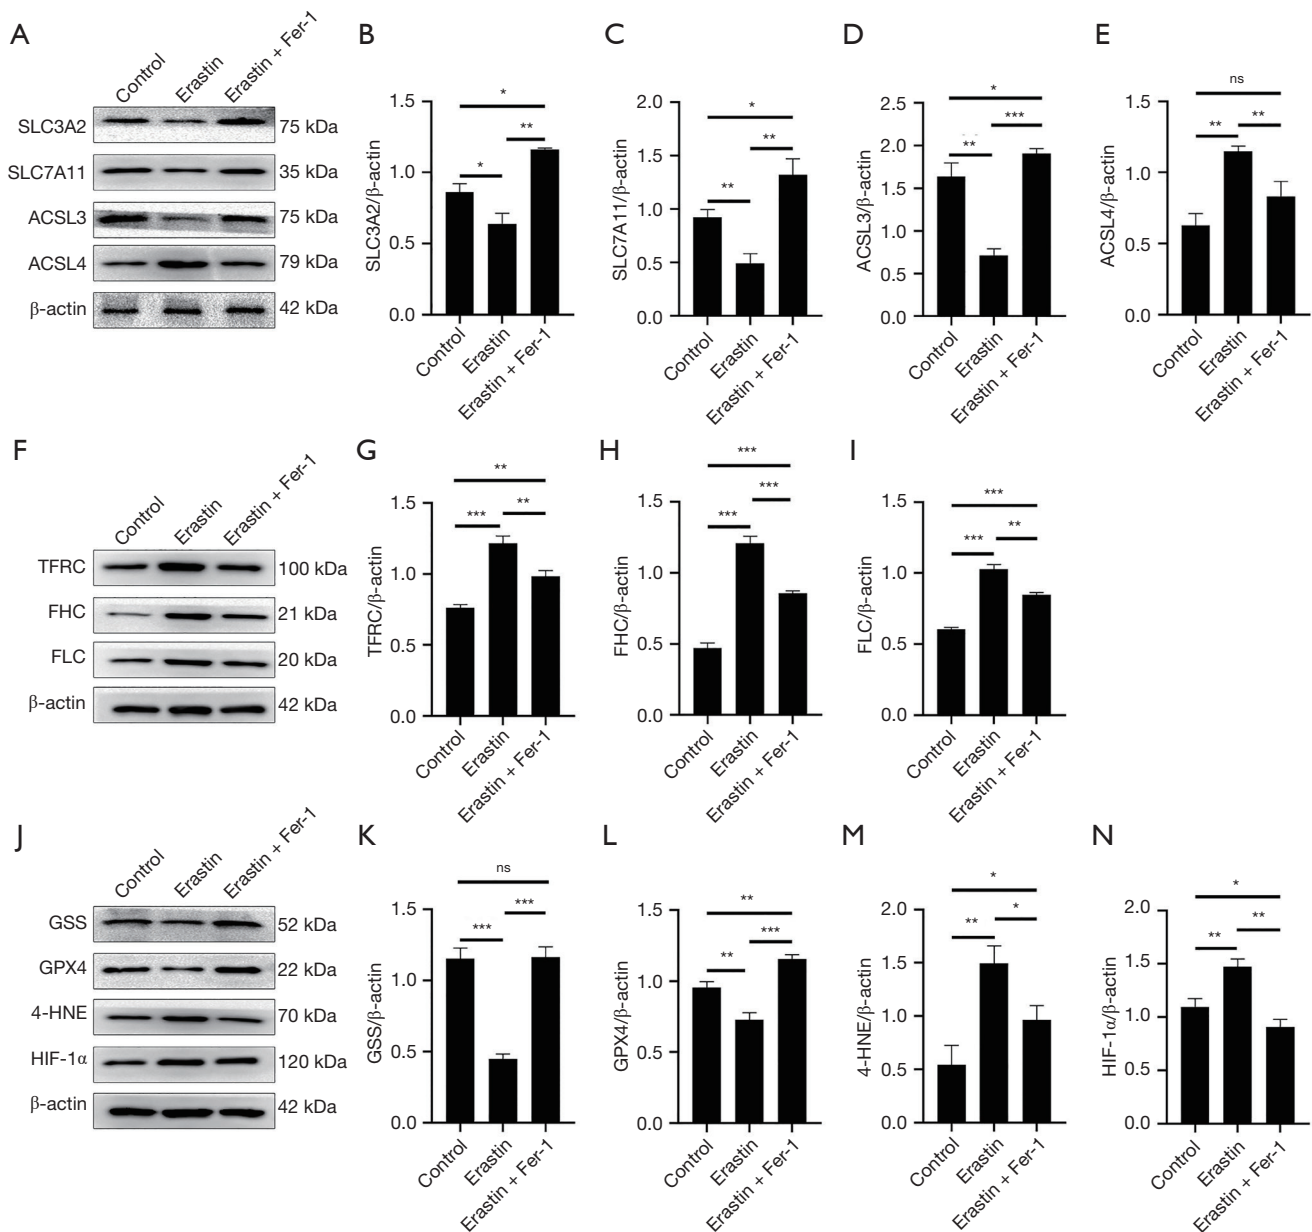 A
Control
Erastin
Erastin + Fer-1
SLC3A2
75 kDa
SLC7A11
35 kDa
ACSL3
75 kDa
ACSL4
79 kDa
β-actin
42 kDa
B
*
**
*
SLC3A2/β-actin
1.5
1.0
0.5
0.0
Control
Erastin
Erastin + Fer-1
C
*
**
**
SLC7A11/β-actin
2.0
1.5
1.0
0.5
0.0
Control
Erastin
Erastin + Fer-1
D
*
***
**
ACSL3/β-actin
2.5
2.0
1.5
1.0
0.5
0.0
Control
Erastin
Erastin + Fer-1
E
ns
**
**
ACSL4/β-actin
1.5
1.0
0.5
0.0
Control
Erastin
Erastin + Fer-1
F
Control
Erastin
Erastin + Fer-1
TFRC
100 kDa
FHC
21 kDa
FLC
20 kDa
β-actin
42 kDa
G
**
**
***
TFRC/β-actin
1.5
1.0
0.5
0.0
Control
Erastin
Erastin + Fer-1
H
***
***
***
FHC/β-actin
1.5
1.0
0.5
0.0
Control
Erastin
Erastin + Fer-1
I
***
**
***
FLC/β-actin
1.5
1.0
0.5
0.0
Control
Erastin
Erastin + Fer-1
J
Control
Erastin
Erastin + Fer-1
GSS
52 kDa
GPX4
22 kDa
4-HNE
70 kDa
HIF-1α
120 kDa
β-actin
42 kDa
K
ns
***
***
GSS/β-actin
1.5
1.0
0.5
0.0
Control
Erastin
Erastin + Fer-1
L
**
***
**
GPX4/β-actin
1.5
1.0
0.5
0.0
Control
Erastin
Erastin + Fer-1
M
*
*
**
4-HNE/β-actin
2.0
1.5
1.0
0.5
0.0
Control
Erastin
Erastin + Fer-1
N
*
**
**
HIF-1α/β-actin
2.0
1.5
1.0
0.5
0.0
Control
Erastin
Erastin + Fer-1